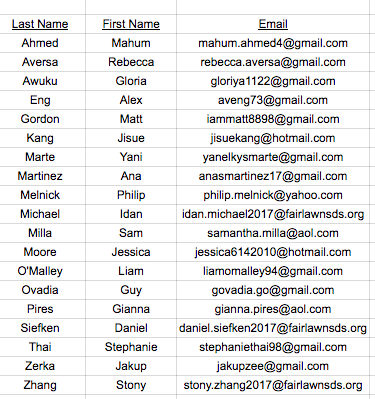 Last Name First Name Email
Ahmed Mahum mahum.ahmed4@gmail.com
Aversa Rebecca rebecca.aversa@gmail.com
Awuku Gloria gloriya1122@gmail.com
Eng Alex aveng73@gmail.com
Gordon Matt iammatt8898@gmail.com
Kang Jisue jisuekang@hotmail.com
Marte Yani yanelkysmarte@gmail.com
Martinez Ana anasmartinez17@gmail.com
Melnick Philip philip.melnick@yahoo.com
Michael Idan idan.michael2017@fairlawnsds.org
Milla Sam samantha.milla@aol.com
Moore Jessica jessica6142010@hotmail.com
O'Malley Liam liamomalley94@gmail.com
Ovadia Guy govadia.go@gmail.com
Pires Gianna gianna.pires@aol.com
Siefken Daniel daniel.siefken2017@fairlawnsds.org
Thai Stephanie stephaniethai98@gmail.com
Zerka Jakup jakupzee@gmail.com
Zhang Stony stony.zhang2017@fairlawnsds.org